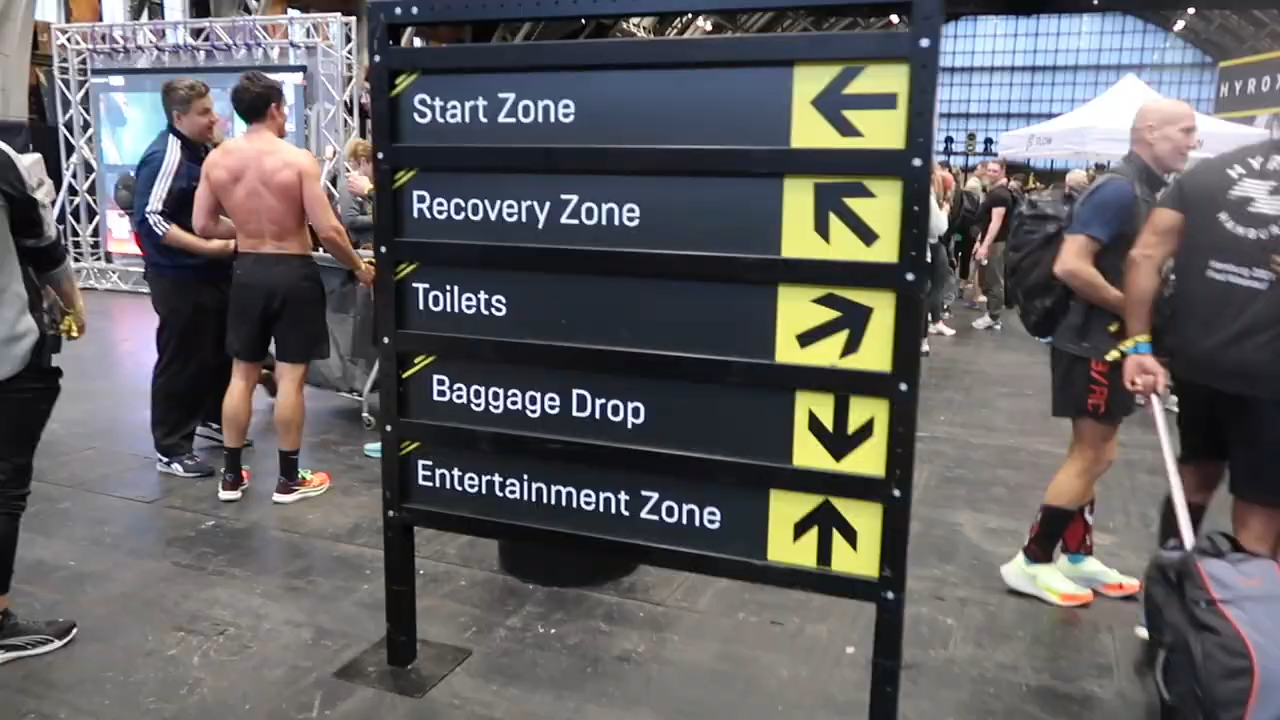 Start Zone
Recovery Zone
Toilets
Baggage Drop
Entertainment Zone
HYROX